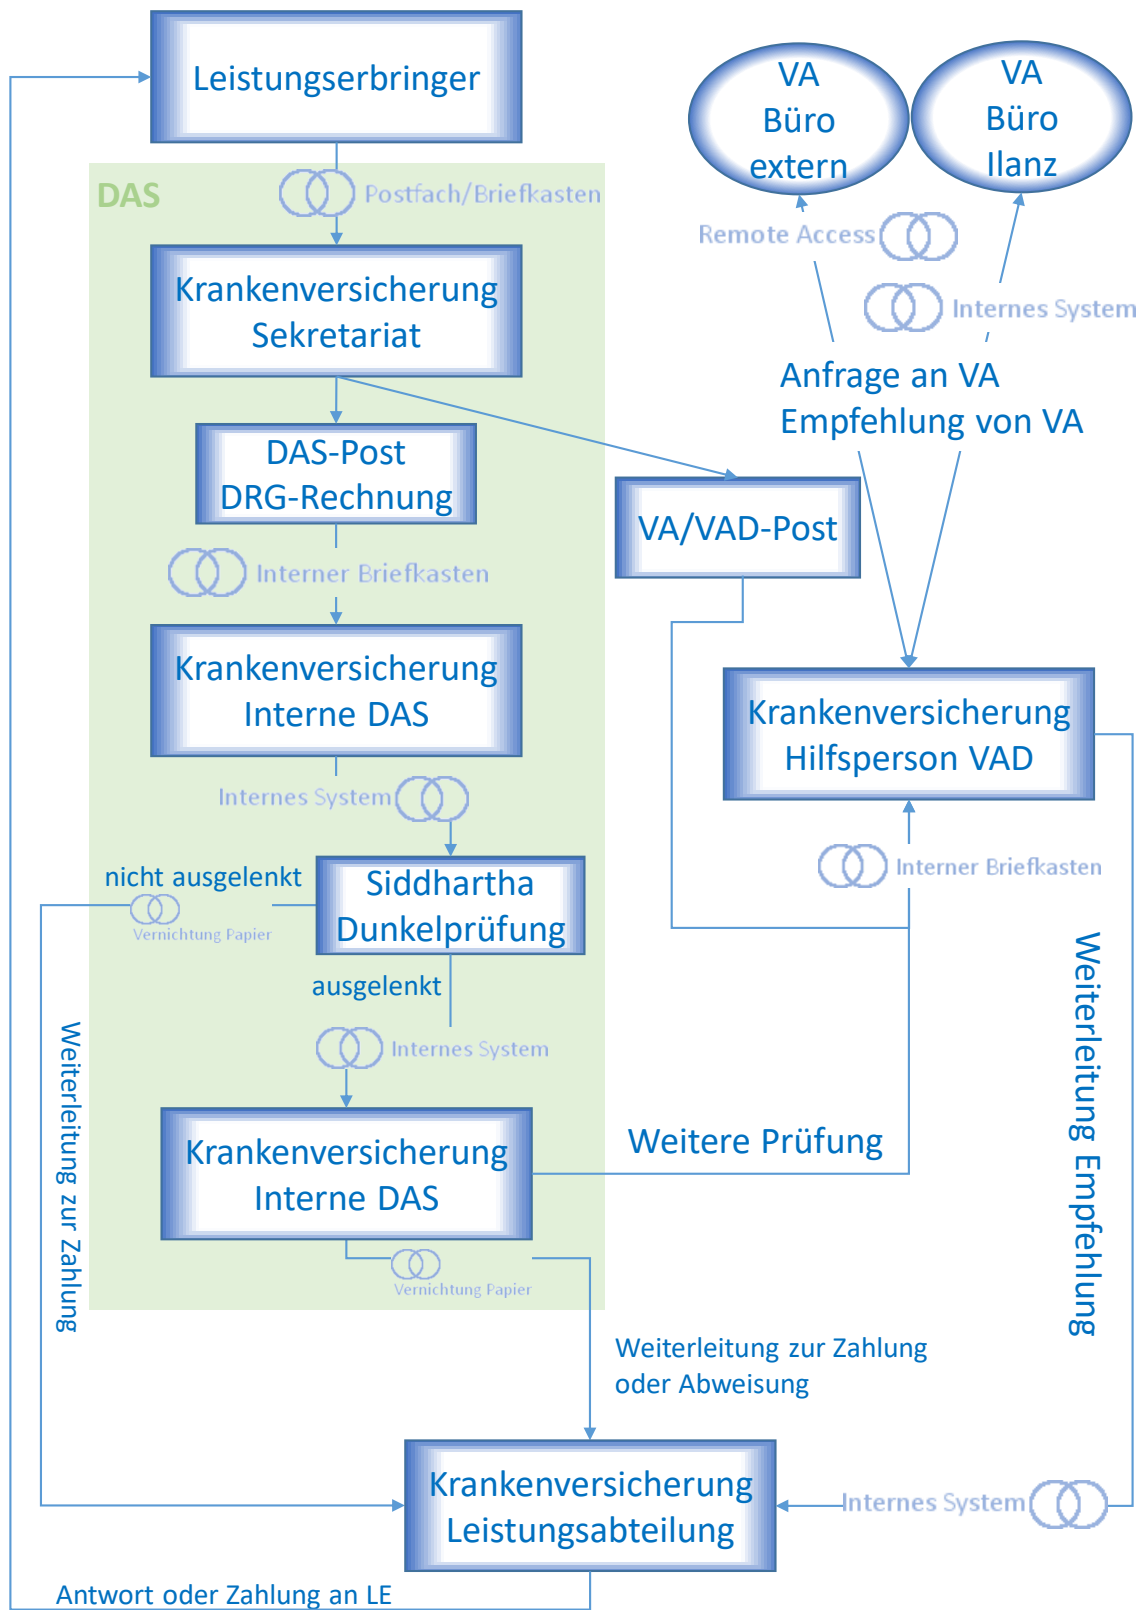 Leistungserbringer
VA
Büro
extern
VA
Büro
Ilanz
DAS
Postfach/Briefkasten
Remote Access
Krankenversicherung
Sekretariat
Internes System
Anfrage an VA
Empfehlung von VA
DAS-Post
DRG-Rechnung
VA/VAD-Post
Interner Briefkasten
Krankenversicherung
Interne DAS
Krankenversicherung
Hilfsperson VAD
Internes System
nicht ausgelenkt
Vernichtung Papier
Siddhartha
Dunkelprüfung
Interner Briefkasten
ausgelenkt
Internes System
Weiterleitung zur Zahlung
Weiterleitung Empfehlung
Krankenversicherung
Interne DAS
Weitere Prüfung
Vernichtung Papier
Weiterleitung zur Zahlung
oder Abweisung
Krankenversicherung
Leistungsabteilung
Internes System
Antwort oder Zahlung an LE